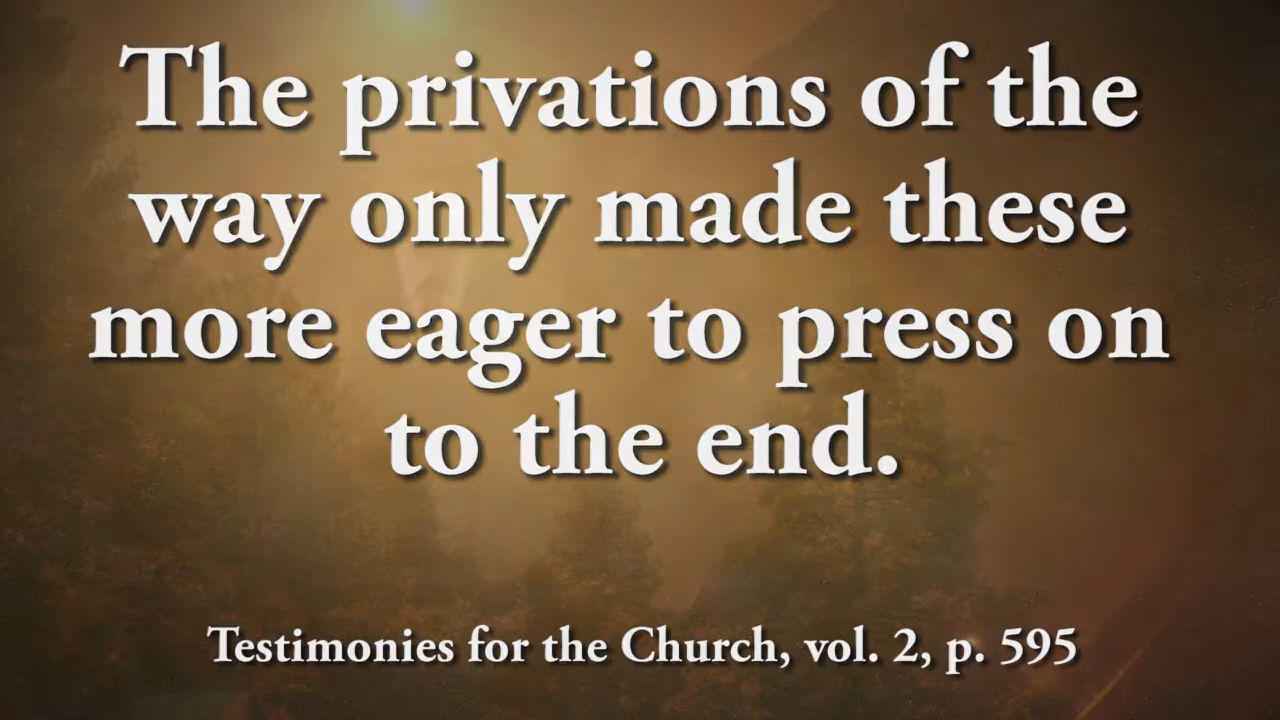 The privations of the
way only made these
more eager to press on
to the end.
Testimonies for the Church, vol. 2, p. 595